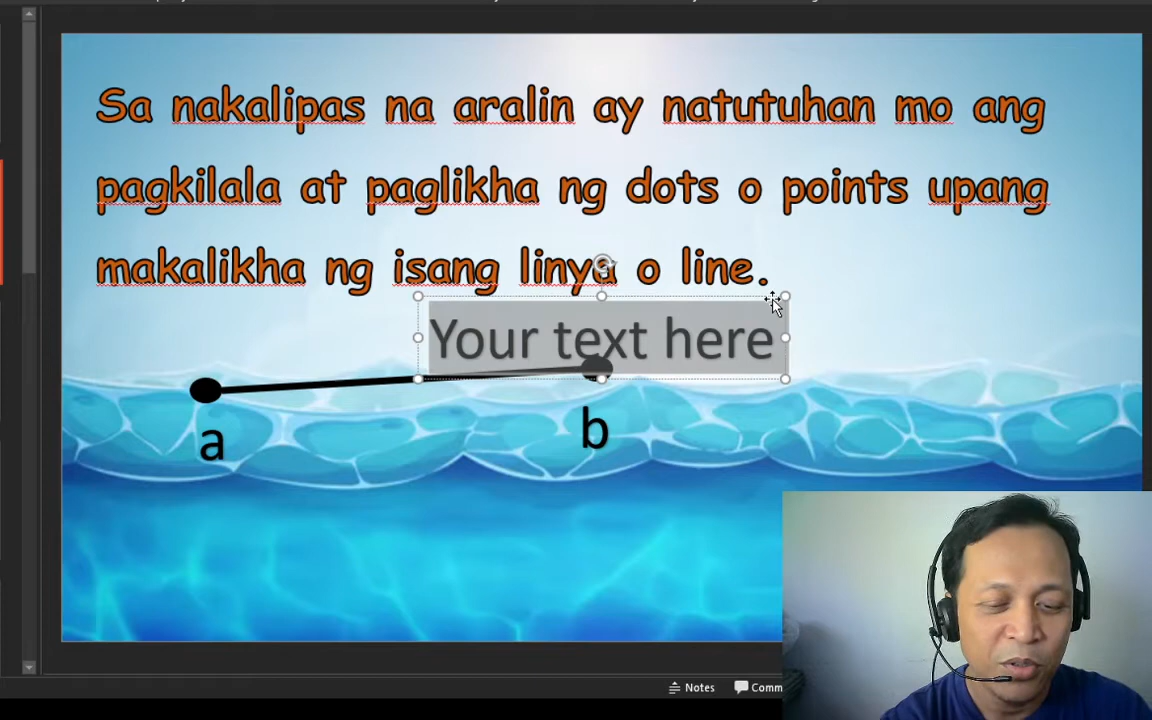 Sa nakalipas na aralin ay natutuhan mo ang
pagkilala at paglikha ng dots o points upang
makalikha ng isang linya o line.
Your text here
a
b
Notes
Comm